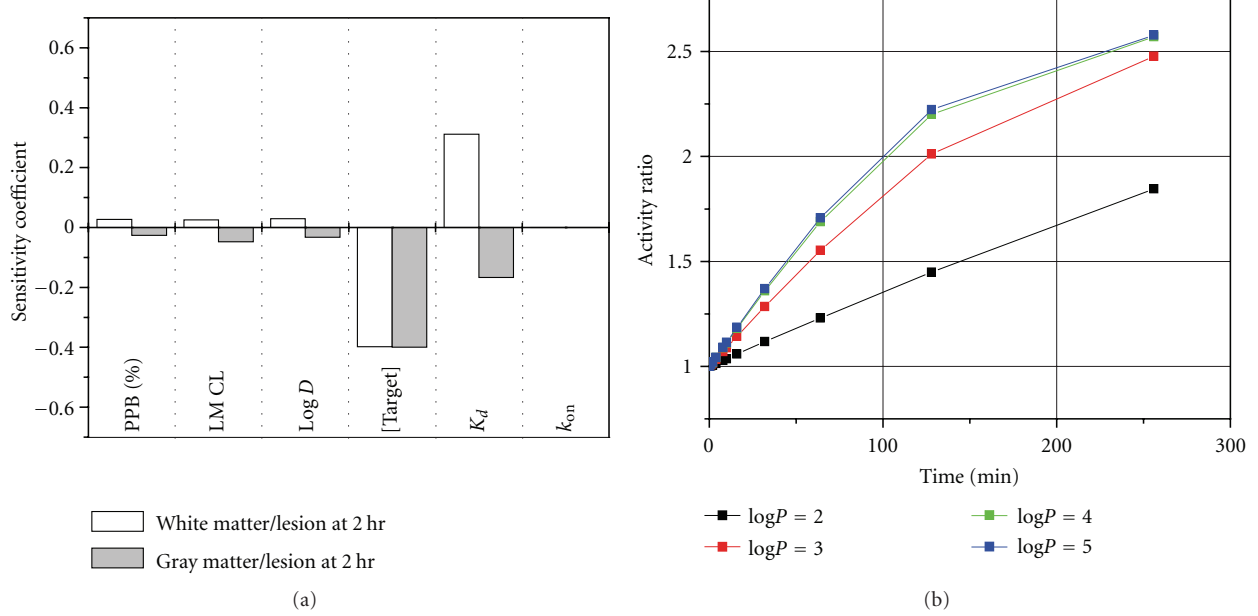 0.6
0.4
0.2
0
−0.2
−0.4
−0.6
Sensitivity coefficient
PPB (%)
LM CL
Log D
[Target]
Kd
kon
White matter/lesion at 2 hr
Gray matter/lesion at 2 hr
(a)
2.5
2
1.5
1
Activity ratio
0 100 200 300
Time (min)
logP = 2
logP = 3
logP = 4
logP = 5
(b)